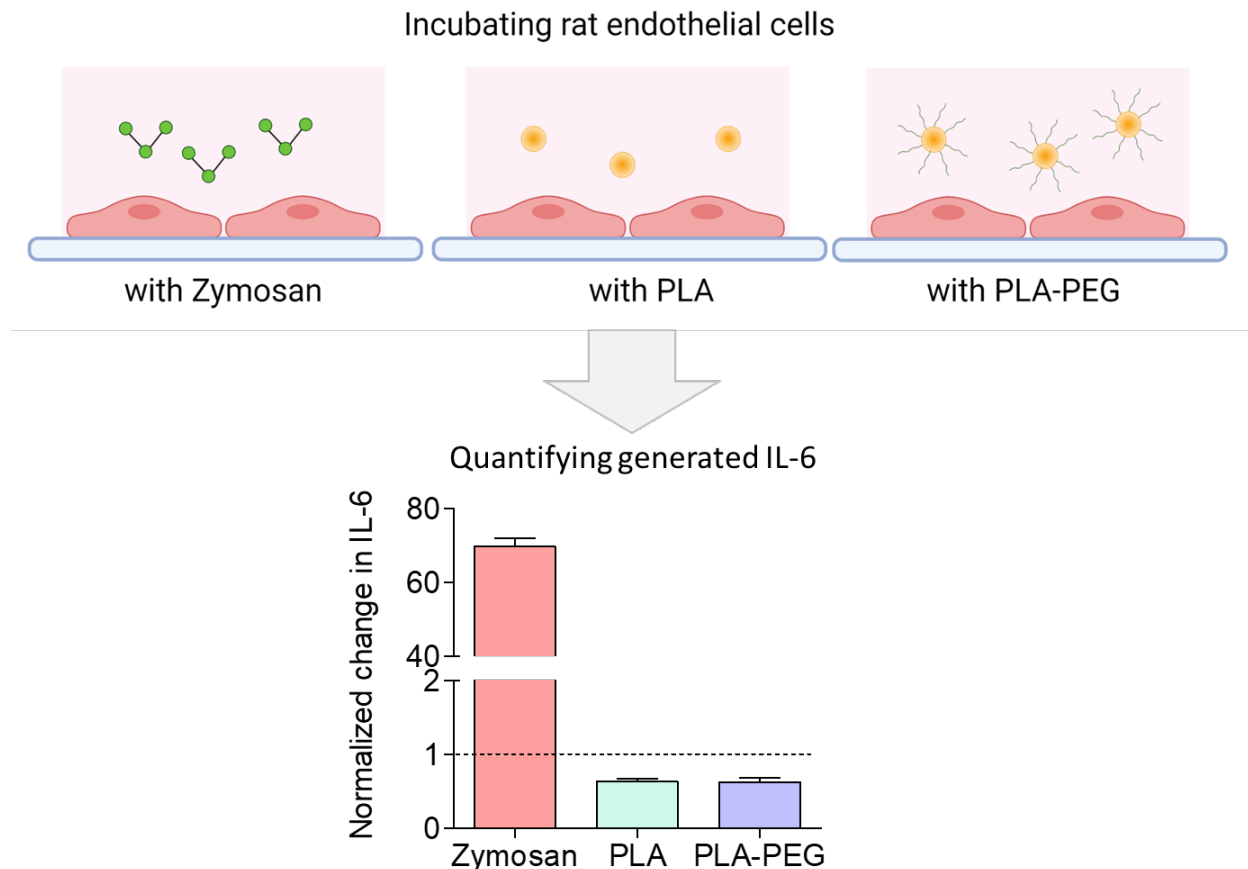 Incubating rat endothelial cells
with Zymosan
with PLA
with PLA-PEG
Quantifying generated IL-6
Normalized change in IL-6
80
60
40
2
1
0
Zymosan
PLA
PLA-PEG